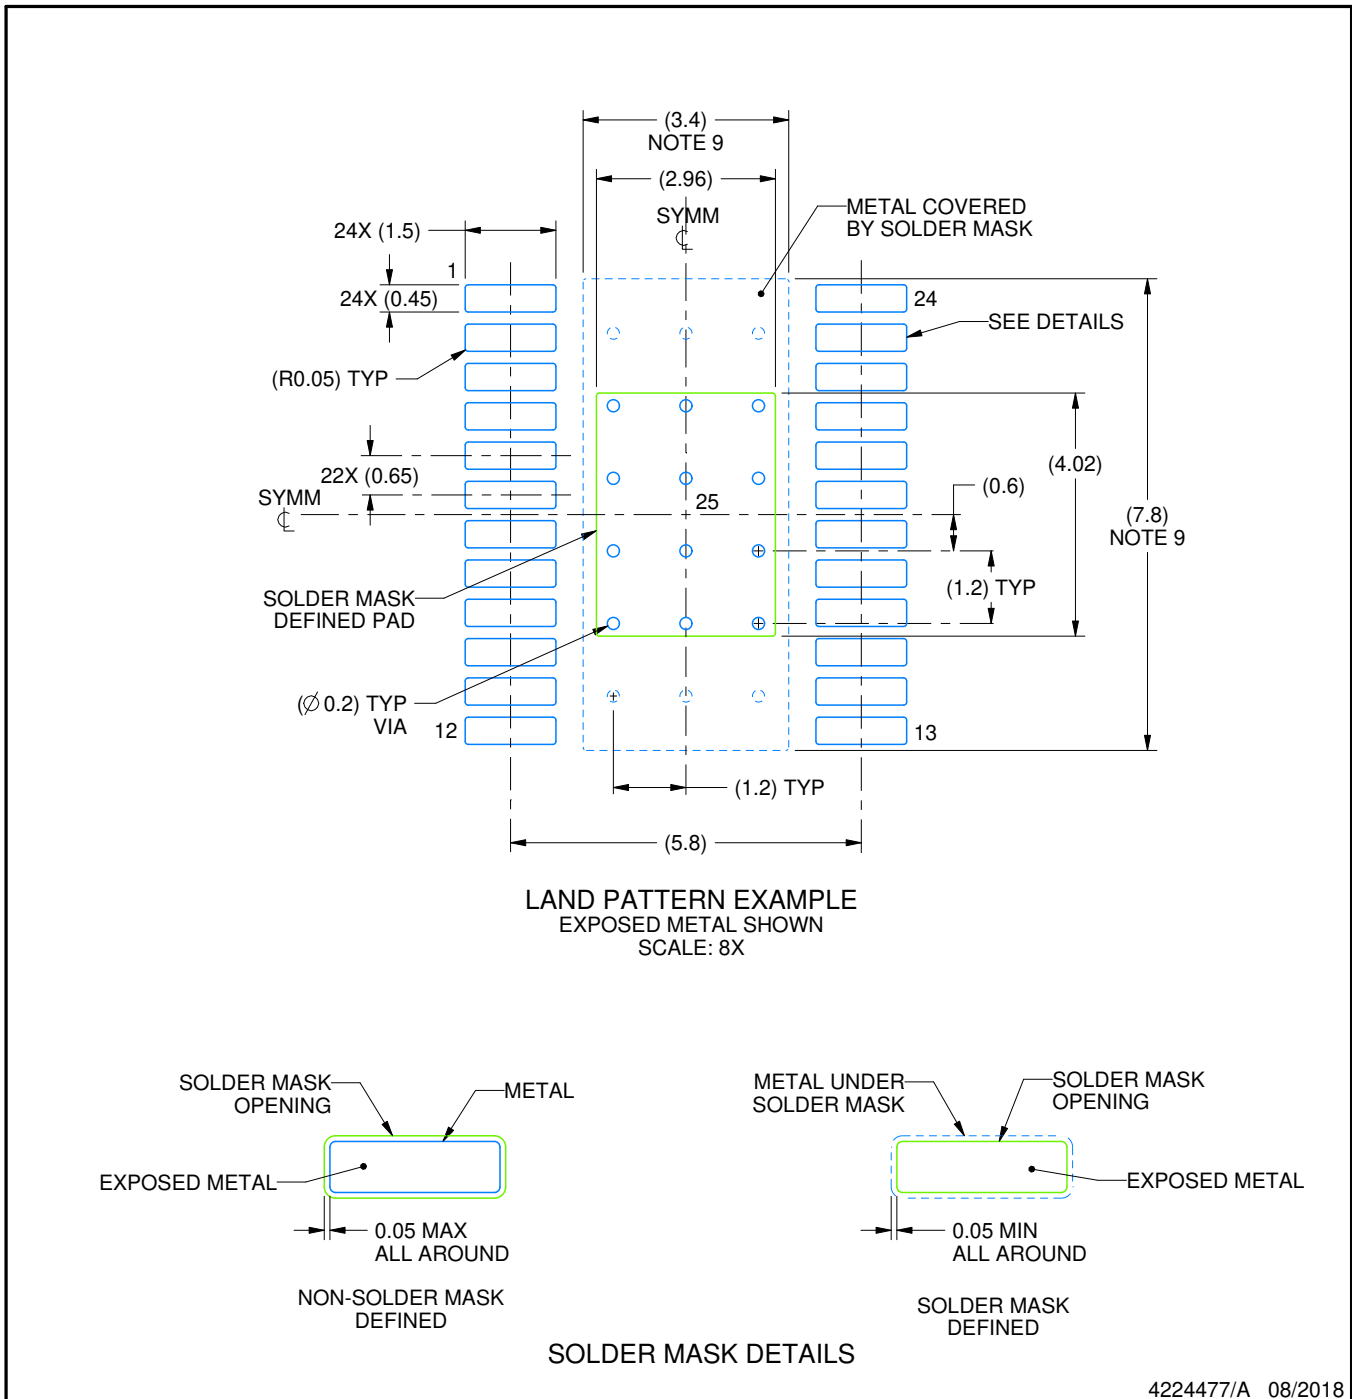 (3.4)
NOTE 9
(2.96)
SYMM
℄
METAL COVERED
BY SOLDER MASK
24X (1.5)
1
24X (0.45)
24
SEE DETAILS
(R0.05) TYP
22X (0.65)
SYMM
℄
25
(4.02)
(0.6)
(7.8)
NOTE 9
(1.2) TYP
SOLDER MASK
DEFINED PAD
(Ø 0.2) TYP
VIA
12
13
(1.2) TYP
(5.8)
LAND PATTERN EXAMPLE
EXPOSED METAL SHOWN
SCALE: 8X
SOLDER MASK
OPENING
METAL
EXPOSED METAL
0.05 MAX
ALL AROUND
NON-SOLDER MASK
DEFINED
METAL UNDER
SOLDER MASK
SOLDER MASK
OPENING
EXPOSED METAL
0.05 MIN
ALL AROUND
SOLDER MASK
DEFINED
SOLDER MASK DETAILS
4224477/A 08/2018